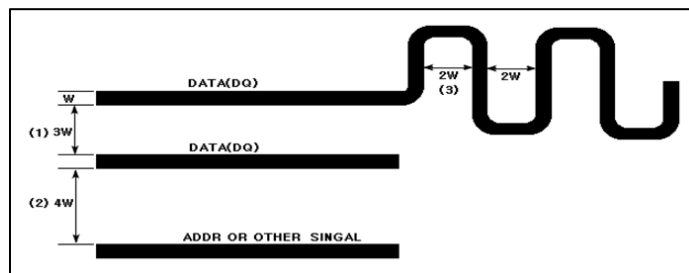 DATA(DQ)
2W
2W
(3)
W
(1) 3W
DATA(DQ)
(2) 4W
ADDR OR OTHER SINGAL